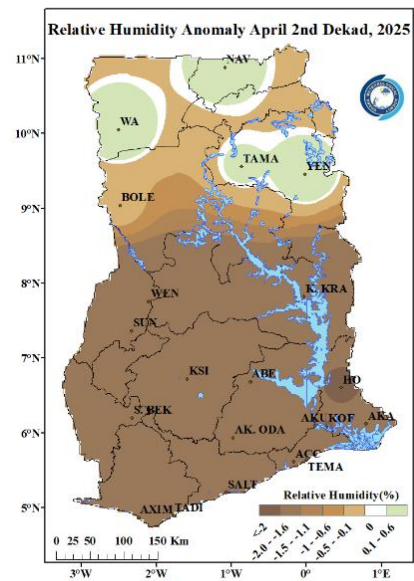 Relative Humidity Anomaly April 2nd Dekad, 2025
11°N
NAV
WA
10°N
TAMA
YEN
BOLE
9°N
8°N
WEN
K. KRA
SUN
7°N
KSI
ABE
HO
S. BEK
AKUKOF
AKA
6°N
AK. ODA
ACC
TEMA
SALT
Relative Humidity(%)
5°N
AXIM
TADI
<-2
-2.0 - -1.6
-1.5 - -1.1
-1 - -0.6
-0.5 - -0.1
0
0.1 - 0.6
0 50 100 150 Km
3°W 2°W 1°W 0° 1°E